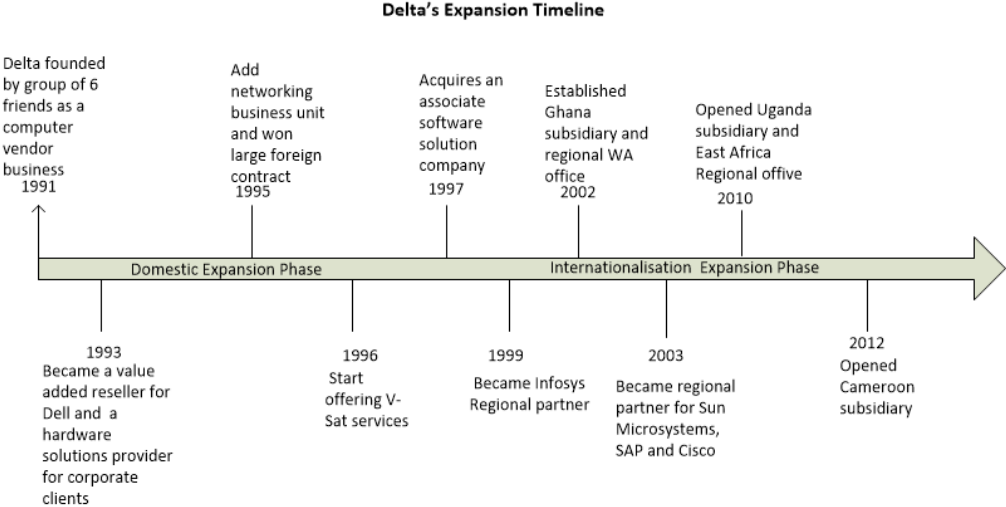 Delta's Expansion Timeline
Delta founded
by group of 6
friends as a
computer
vendor
business
1991
Add
networking
business unit
and won
large foreign
contract
1995
Acquires an
associate
software
solution
company
1997
Established
Ghana
subsidiary and
regional WA
office
2002
Opened Uganda
subsidiary and
East Africa
Regional offive
2010
Domestic Expansion Phase
Internationalisation Expansion Phase
1993
Became a value
added reseller for
Dell and a
hardware
solutions provider
for corporate
clients
1996
Start
offering V-
Sat services
1999
Became Infosys
Regional partner
2003
Became regional
partner for Sun
Microsystems,
SAP and Cisco
2012
Opened
Cameroon
subsidiary